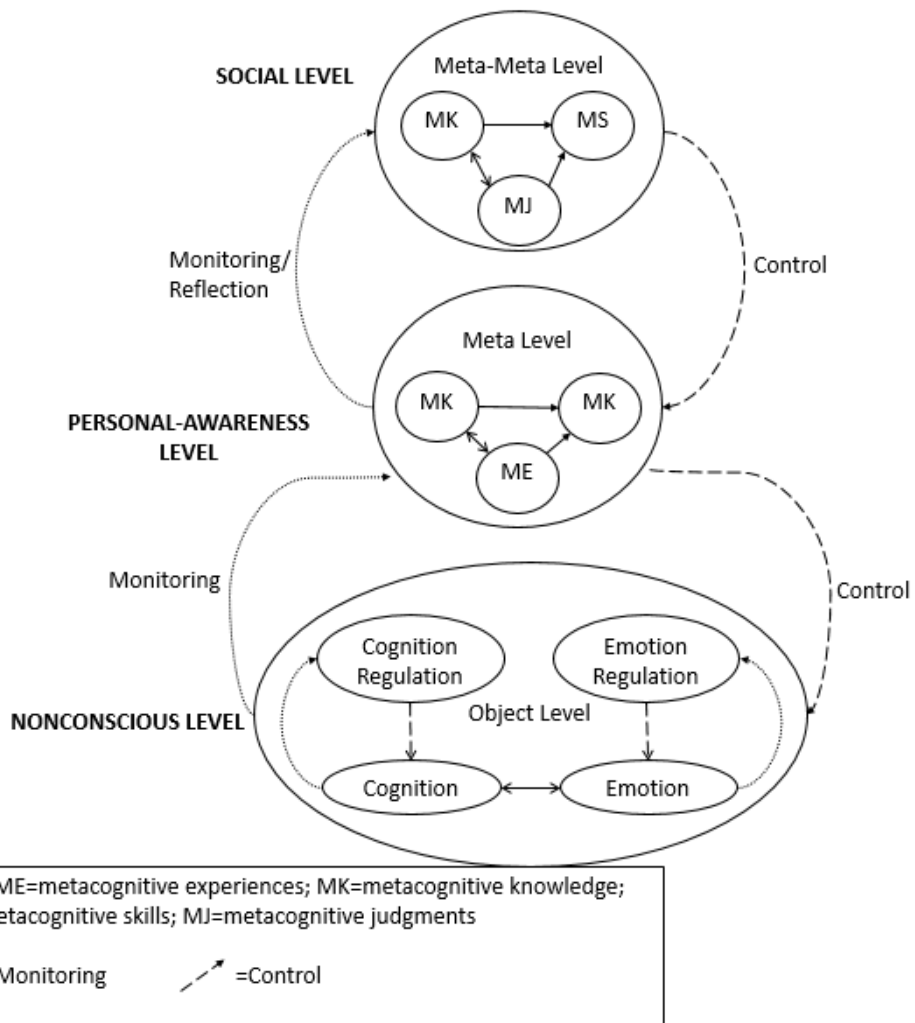 SOCIAL LEVEL
Meta-Meta Level
MK
MS
MJ
Monitoring/
Reflection
Control
Meta Level
MK
MK
ME
PERSONAL-AWARENESS
LEVEL
Monitoring
Control
Cognition
Regulation
Emotion
Regulation
Object Level
NONCONSCIOUS LEVEL
Cognition
Emotion
ME=metacognitive experiences; MK=metacognitive knowledge;
etacognitive skills; MJ=metacognitive judgments
Monitoring
=Control